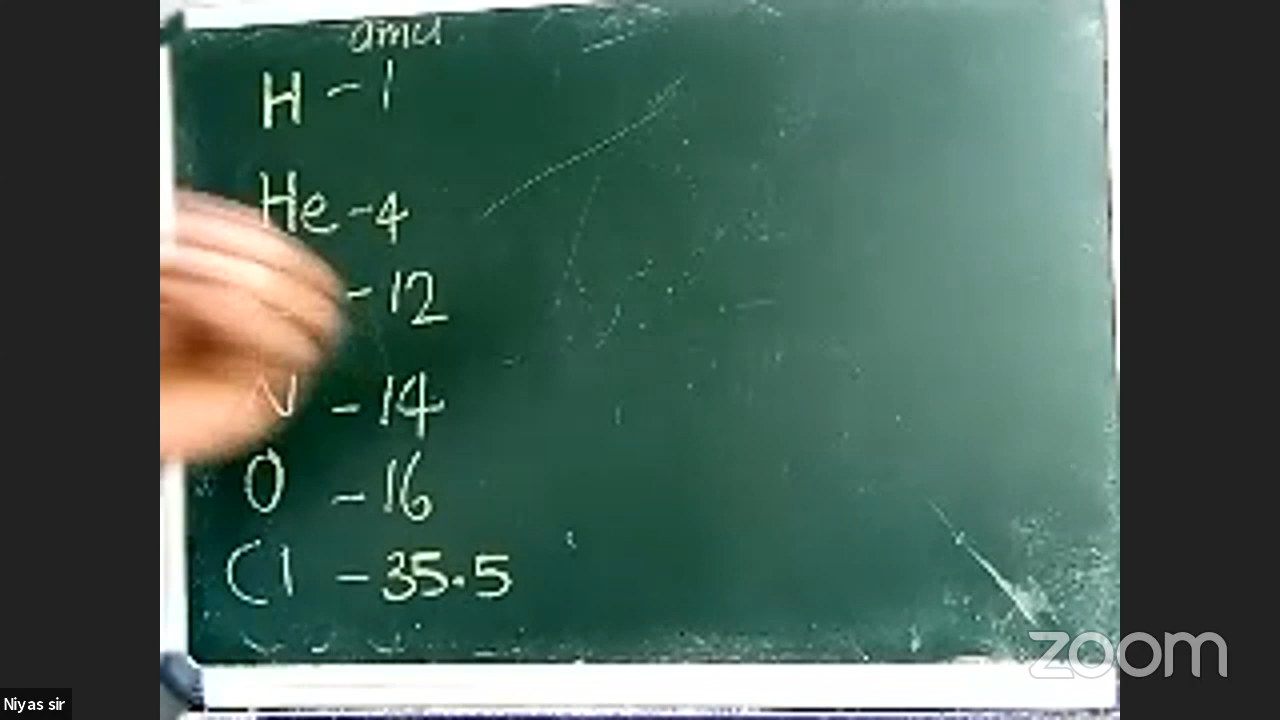 amu
H - 1
He - 4
- 12
N - 14
O - 16
Cl - 35.5
zoom
Niyas sir